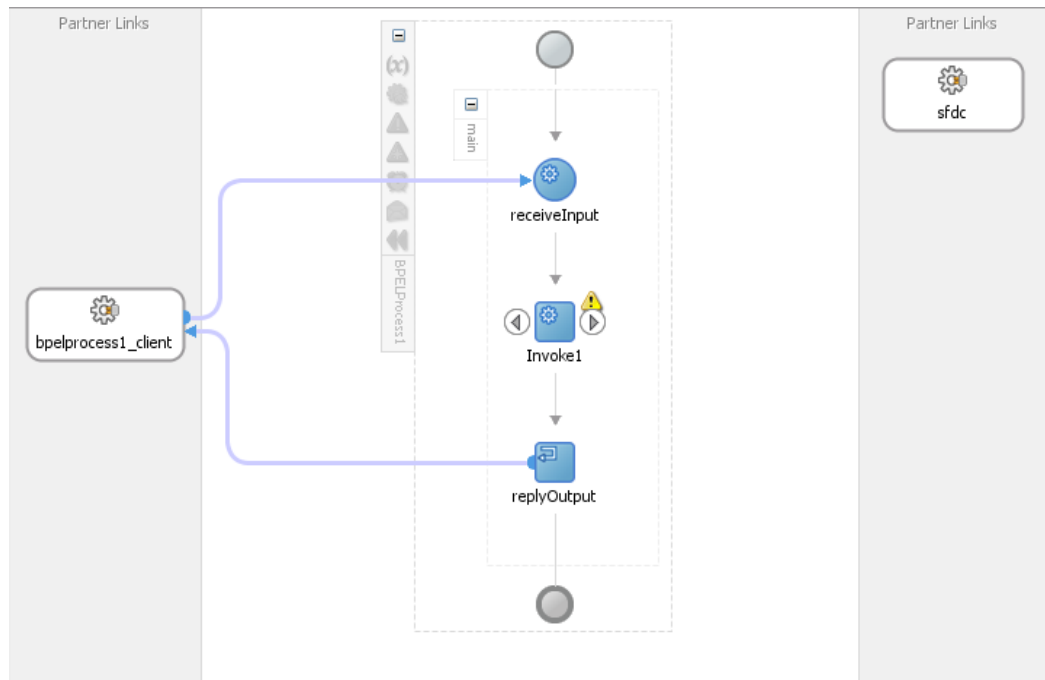 Partner Links
Partner Links
(x)
sfdc
main
receiveInput
BPELProcess1
bpelprocess1_client
Invoke1
replyOutput